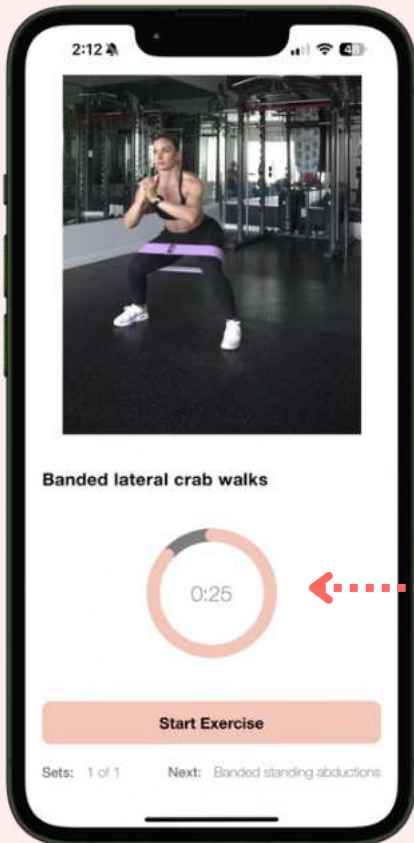 2:12
48
Banded lateral crab walks
0:25
Start Exercise
Sets: 1 of 1 Next: Banded standing abductions